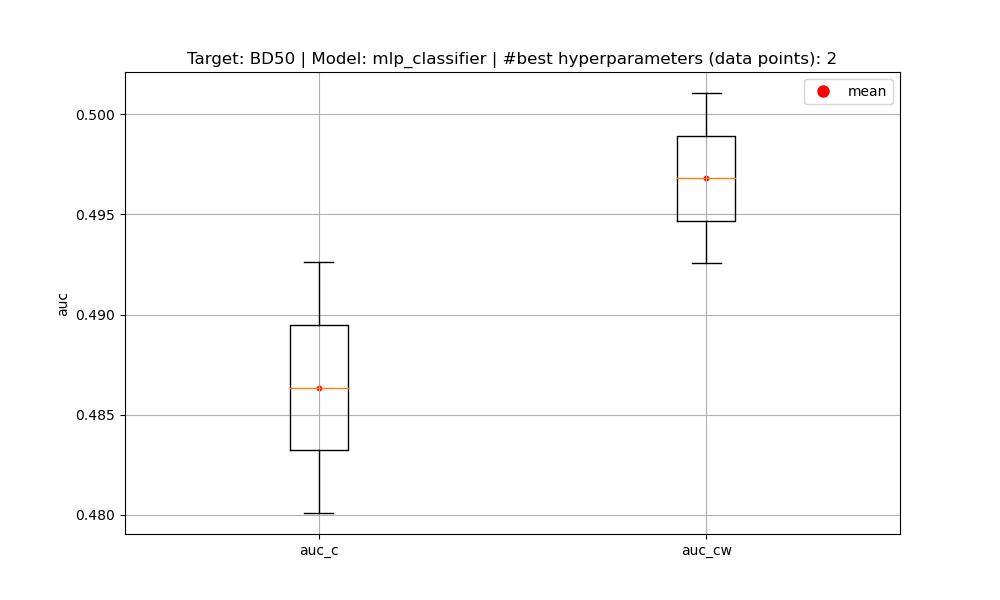 Target: BD50 | Model: mlp_classifier | #best hyperparameters (data points): 2
mean
0.500
0.495
0.490
0.485
0.480
auc
auc_c
auc_cw